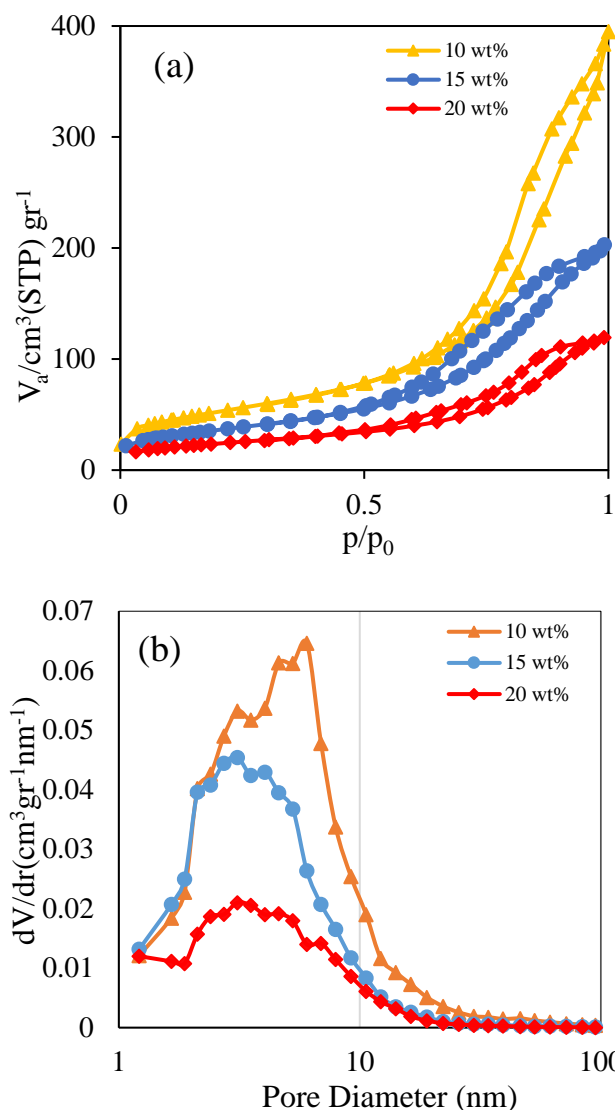 (a)
10 wt%
15 wt%
20 wt%
400
300
200
100
0
0
0.5
1
Va/cm³(STP) gr⁻¹
p/p₀
(b)
10 wt%
15 wt%
20 wt%
0.07
0.06
0.05
0.04
0.03
0.02
0.01
0
1
10
100
dV/dr(cm³gr⁻¹nm⁻¹)
Pore Diameter (nm)